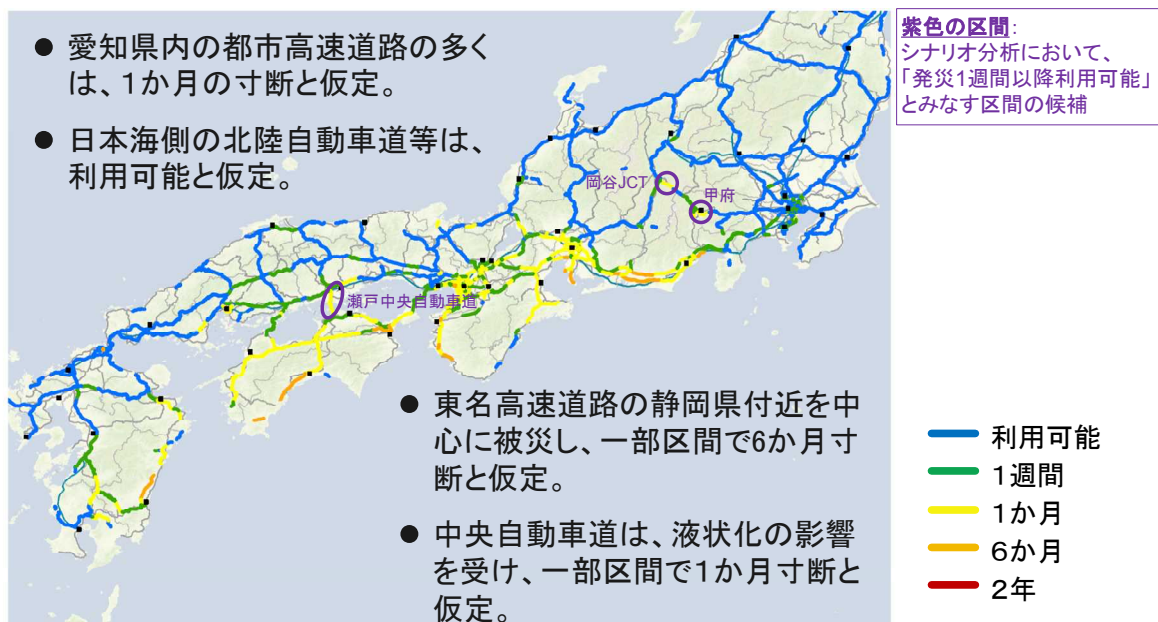 ● 愛知県内の都市高速道路の多く
は、1か月の寸断と仮定。
● 日本海側の北陸自動車道等は、
利用可能と仮定。
紫色の区間:
シナリオ分析において、
「発災1週間以降利用可能」
とみなす区間の候補
岡谷JCT
甲府
瀬戸中央自動車道
● 東名高速道路の静岡県付近を中
心に被災し、一部区間で6か月寸
断と仮定。
● 中央自動車道は、液状化の影響
を受け、一部区間で1か月寸断と
仮定。
利用可能
1週間
1か月
6か月
2年